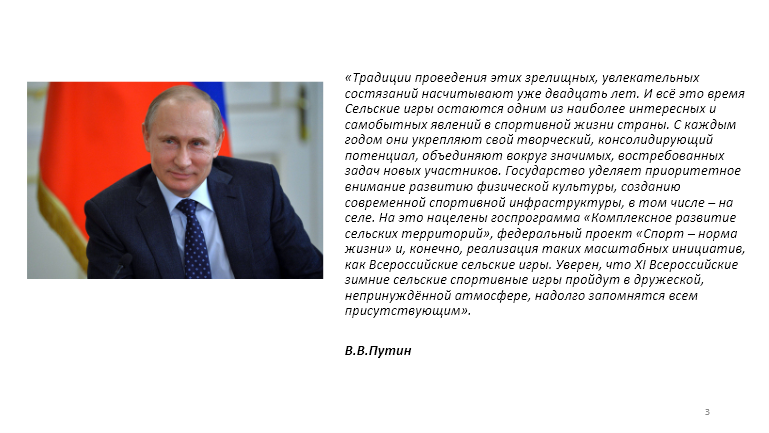 «Традиции проведения этих зрелищных, увлекательных
состязаний насчитывают уже двадцать лет. И всё это время
Сельские игры остаются одним из наиболее интересных и
самобытных явлений в спортивной жизни страны. С каждым
годом они укрепляют свой творческий, консолидирующий
потенциал, объединяют вокруг значимых, востребованных
задач новых участников. Государство уделяет приоритетное
внимание развитию физической культуры, созданию
современной спортивной инфраструктуры, в том числе – на
селе. На это нацелены госпрограмма «Комплексное развитие
сельских территорий», федеральный проект «Спорт – норма
жизни» и, конечно, реализация таких масштабных инициатив,
как Всероссийские сельские игры. Уверен, что XI Всероссийские
зимние сельские спортивные игры пройдут в дружеской,
непринуждённой атмосфере, надолго запомнятся всем
присутствующим».
В.В.Путин
3